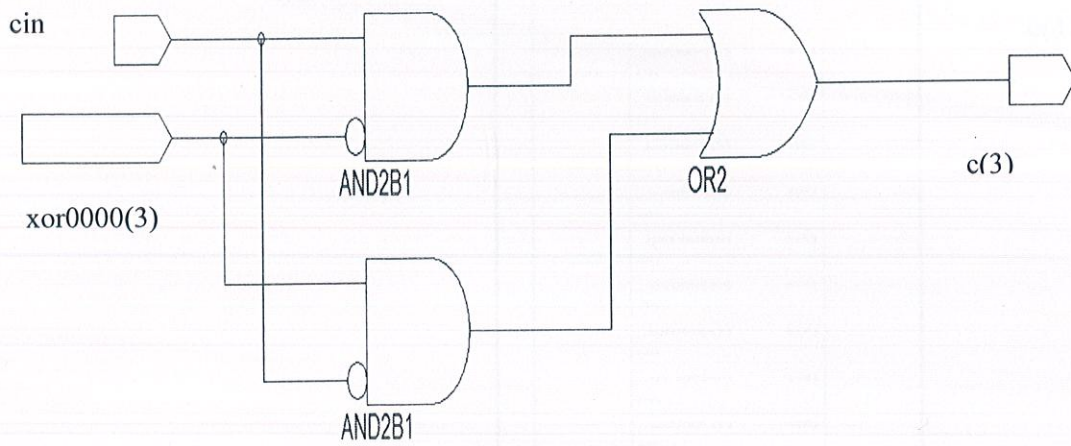 cin
AND2B1
OR2
c(3)
xor0000(3)
AND2B1